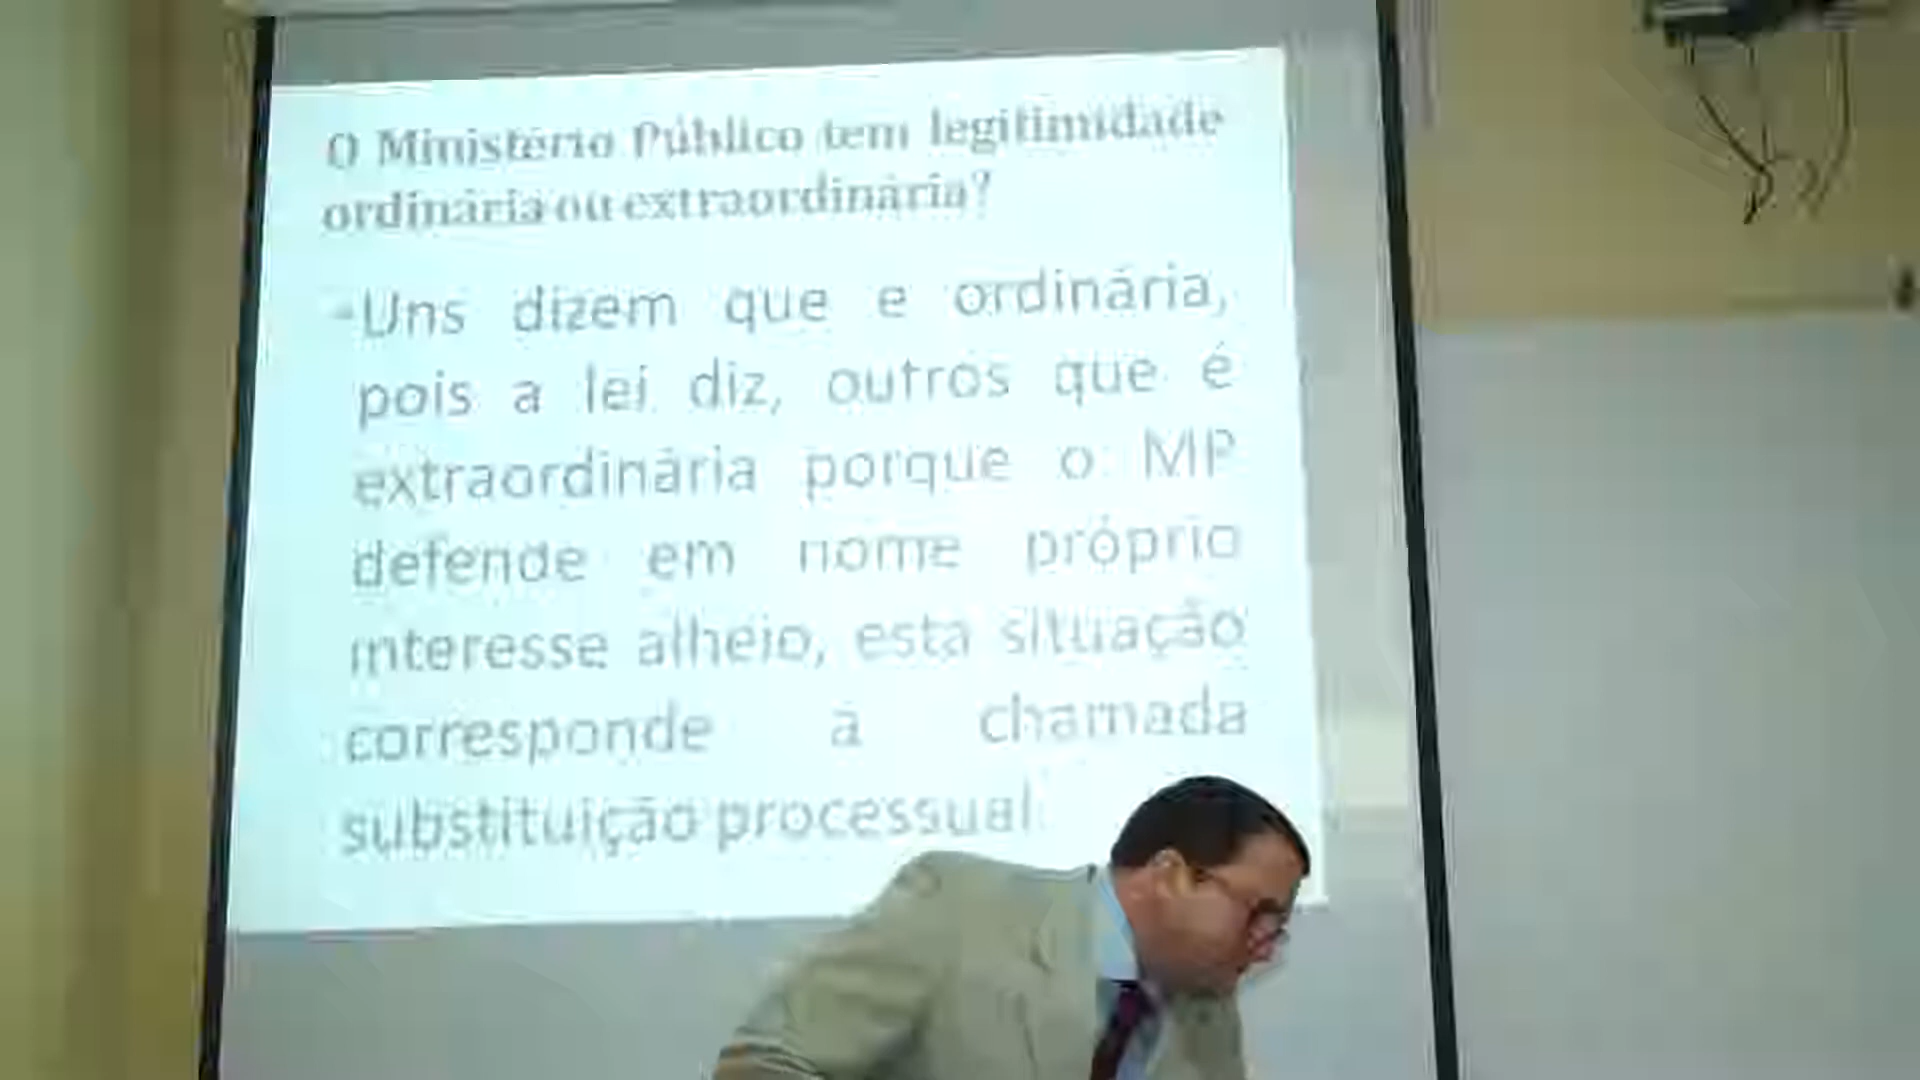 O Ministério Público tem legitimidade
ordinária ou extraordinária?
Uns dizem que e ordinária,
pois a lei diz, outros que é
extraordinária porque o MP
defende em nome próprio
interesse alheio, esta situação
corresponde a chamada
substituição processual.